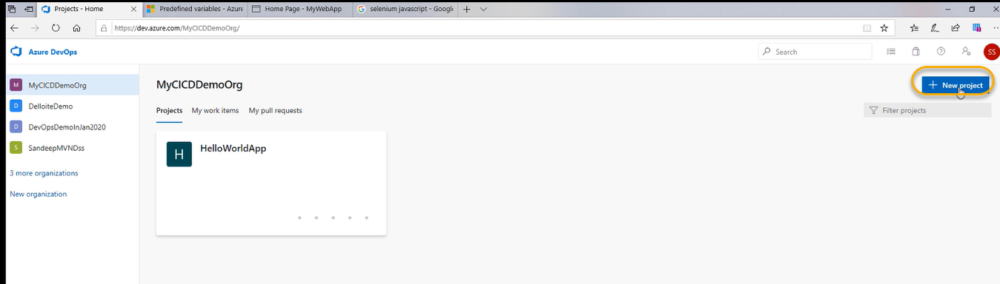 Projects - Home
Predefined variables - Azure
Home Page - MyWebApp
selenium javascript - Google
https://dev.azure.com/MyCICDDemoOrg/
Azure DevOps
Search
SS
M MyCICDDemoOrg
D DelloiteDemo
D DevOpsDemoInJan2020
S SandeepMVNDss
3 more organizations
New organization
MyCICDDemoOrg
+ New project
Projects My work items My pull requests
Filter projects
H HelloWorldApp